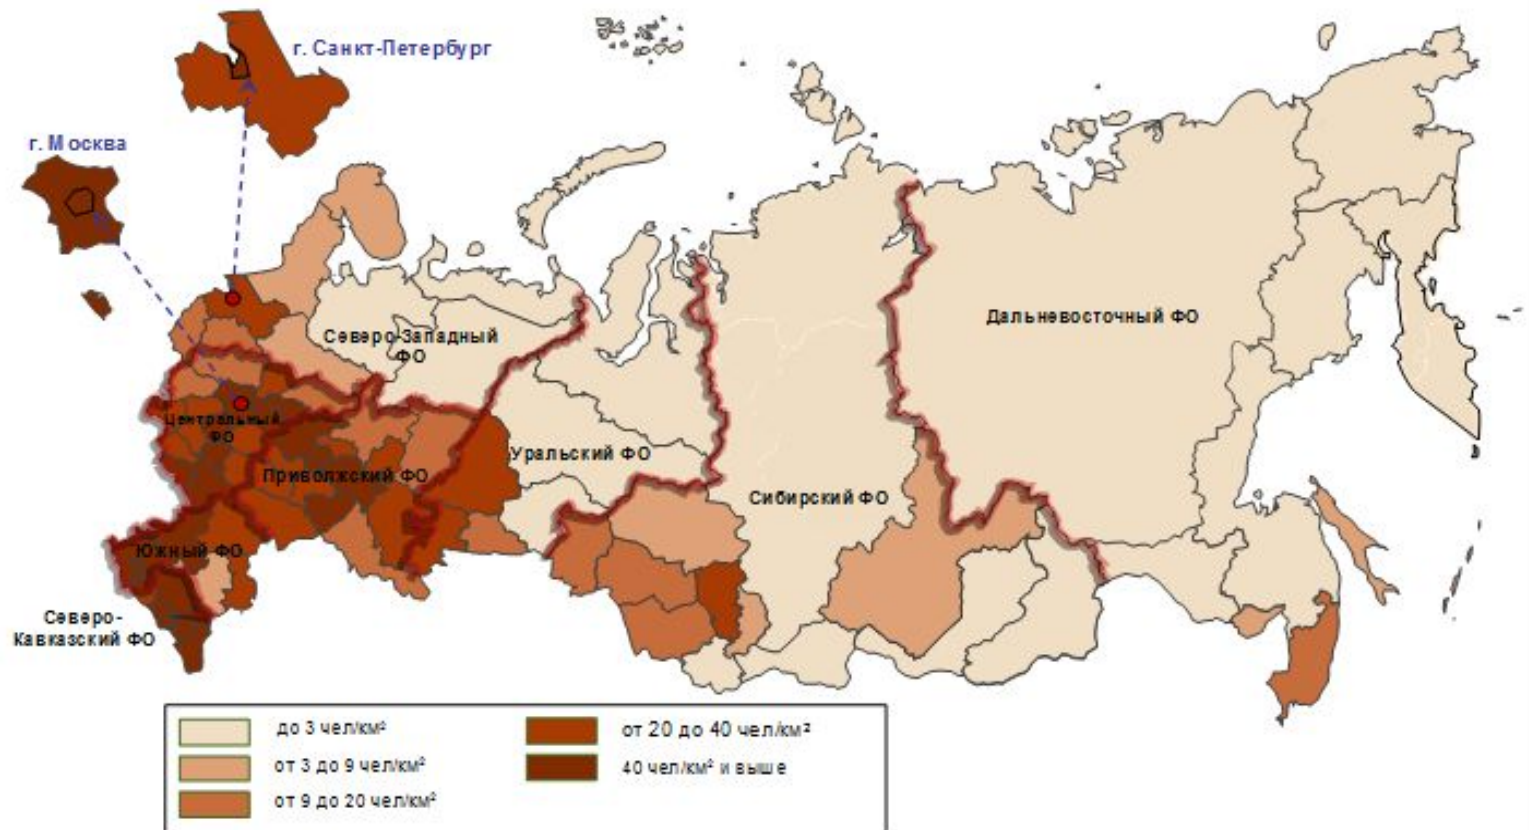 г. Санкт-Петербург
г. Москва
Северо-Западный
ФО
Дальневосточный ФО
Центральный
ФО
Приволжский ФО
Уральский ФО
Сибирский ФО
Южный ФО
Северо-
Кавказский ФО
до 3 чел/км²
от 3 до 9 чел/км²
от 9 до 20 чел/км²
от 20 до 40 чел/км²
40 чел/км² и выше